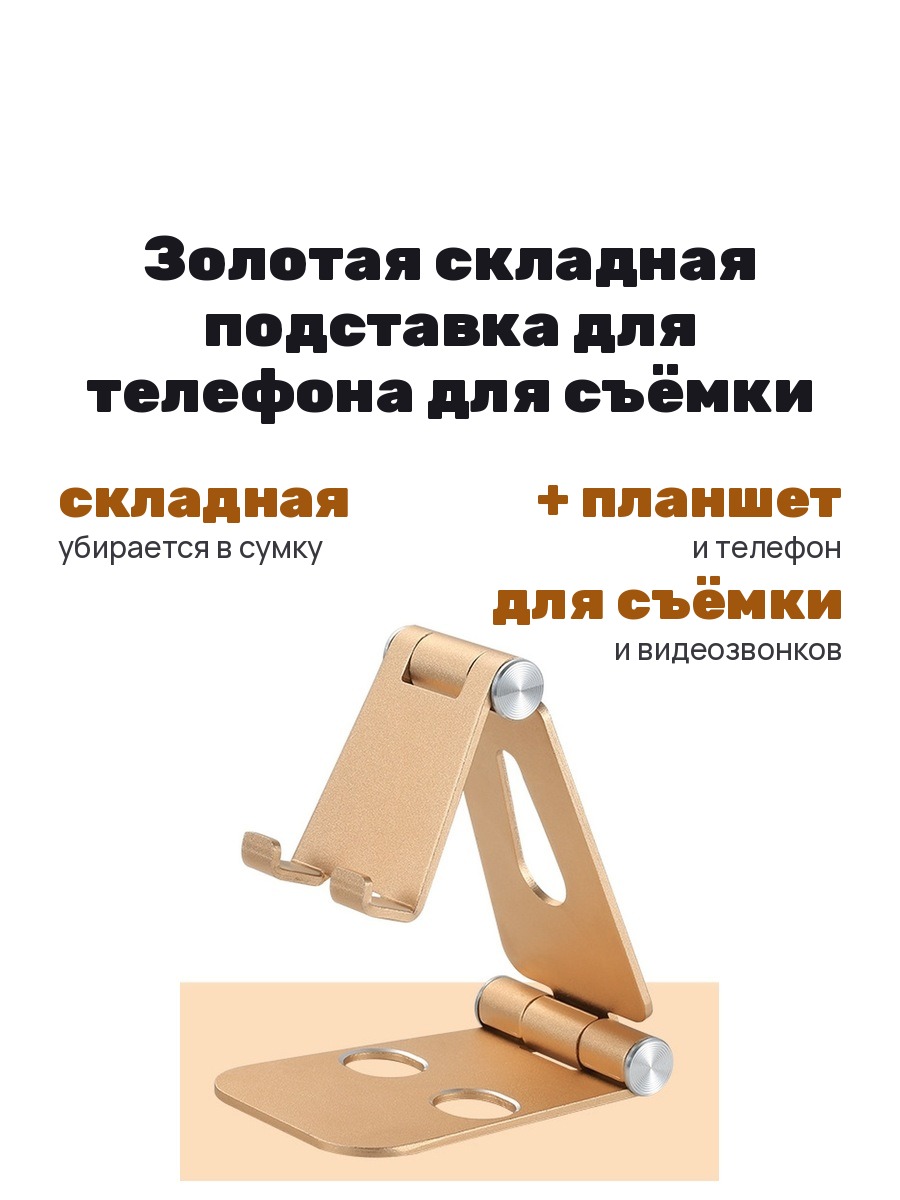 Золотая складная
подставка для
телефона для съёмки
складная
убирается в сумку
+ планшет
и телефон
для съёмки
и видеозвонков